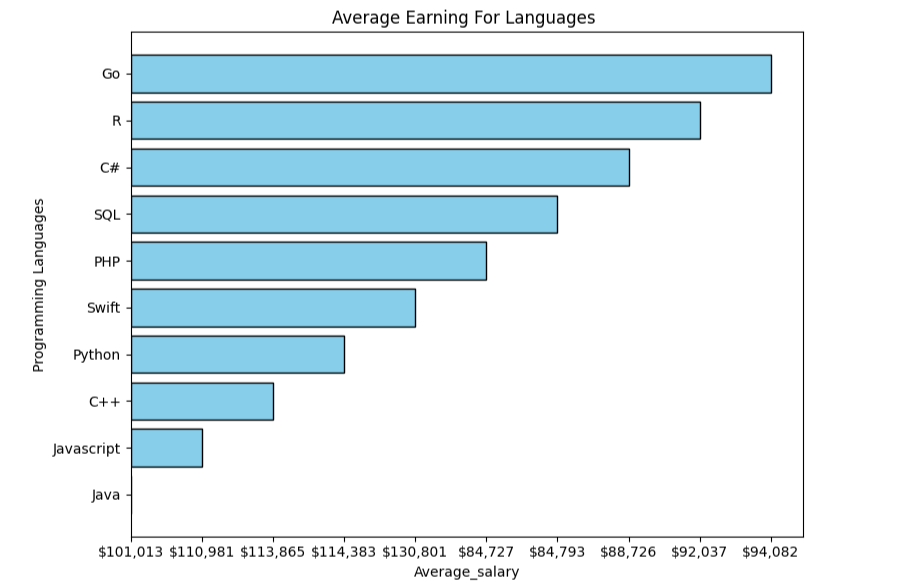 Average Earning For Languages
Programming Languages
Go
R
C#
SQL
PHP
Swift
Python
C++
Javascript
Java
$101,013 $110,981 $113,865 $114,383 $130,801 $84,727 $84,793 $88,726 $92,037 $94,082
Average_salary